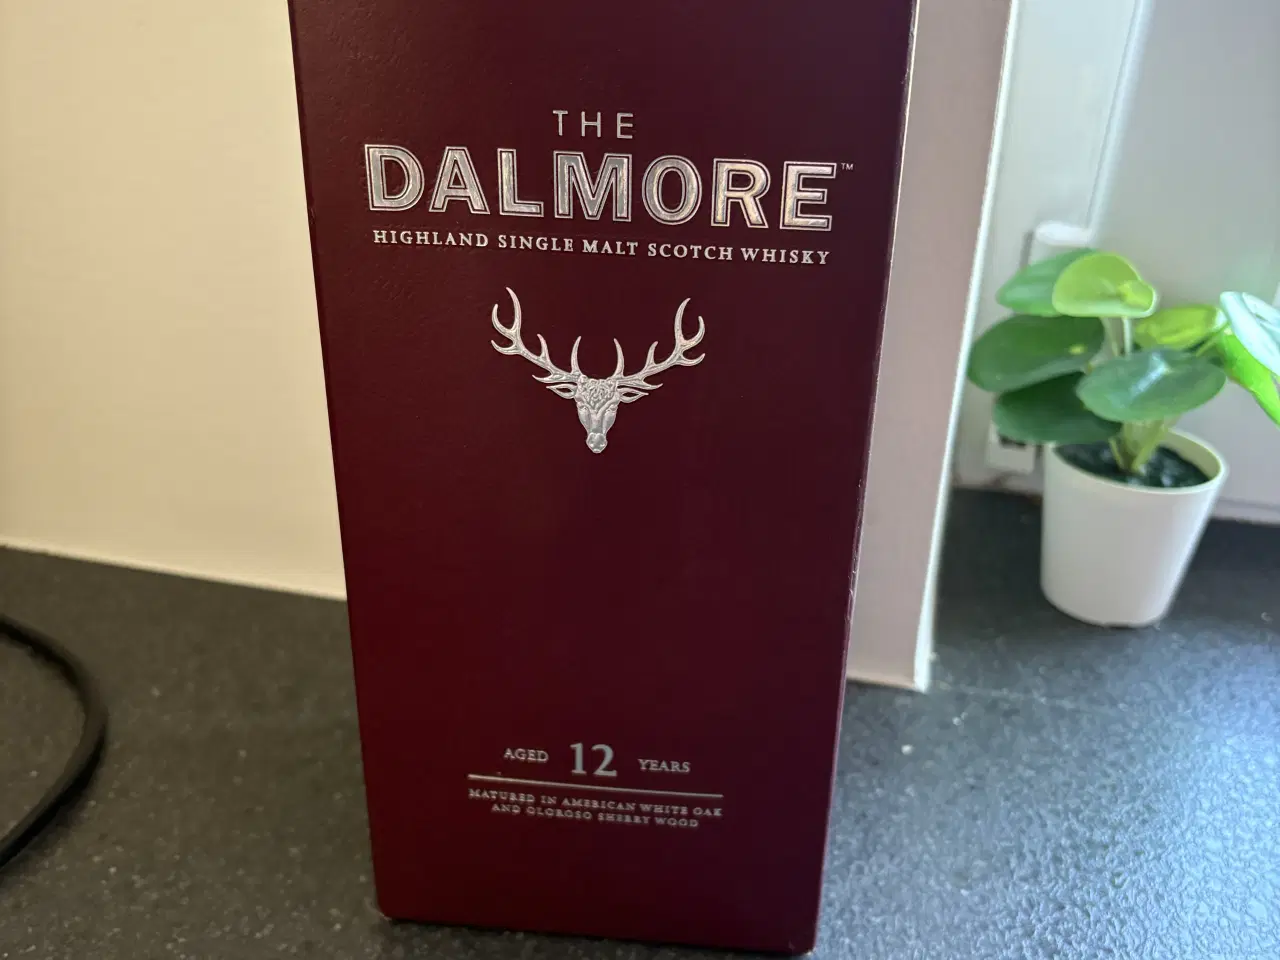 THE
DALMORE™
HIGHLAND SINGLE MALT SCOTCH WHISKY
AGED 12 YEARS
MATURED IN AMERICAN WHITE OAK
AND OLOROSO SHERRY WOOD